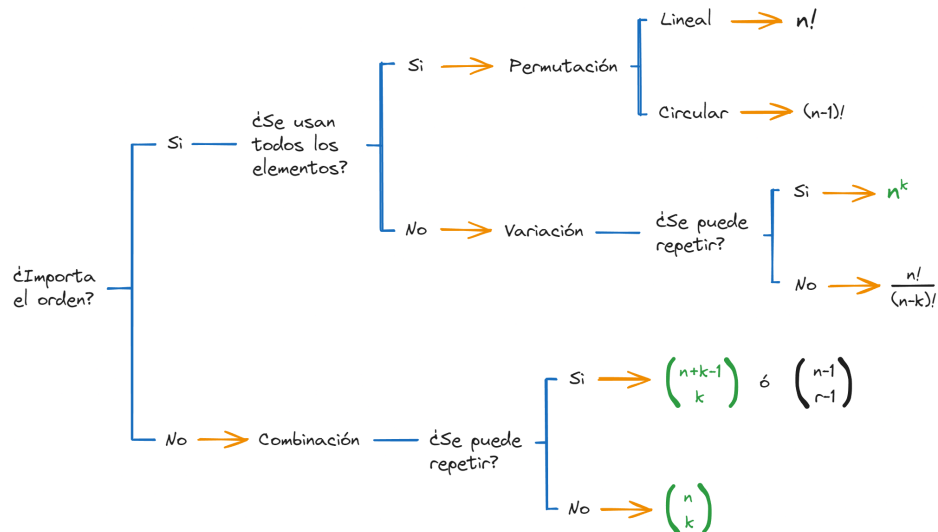 ¿Importa
el orden?
Si
¿Se usan
todos los
elementos?
Si
Permutación
Lineal
n!
Circular
(n-1)!
No
Variación
¿Se puede
repetir?
Si
n^k
No
n!
(n-k)!
No
Combinación
¿Se puede
repetir?
Si
(n+k-1
k)
ó
(n-1
r-1)
No
(n
k)